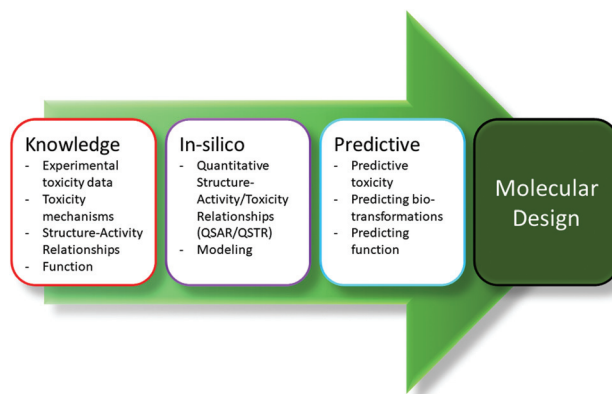 Knowledge
- Experimental
toxicity data
- Toxicity
mechanisms
- Structure-Activity
Relationships
- Function
In-silico
- Quantitative
Structure-
Activity/Toxicity
Relationships
(QSAR/QSTR)
- Modeling
Predictive
- Predictive
toxicity
- Predicting bio-
transformations
- Predicting
function
Molecular
Design